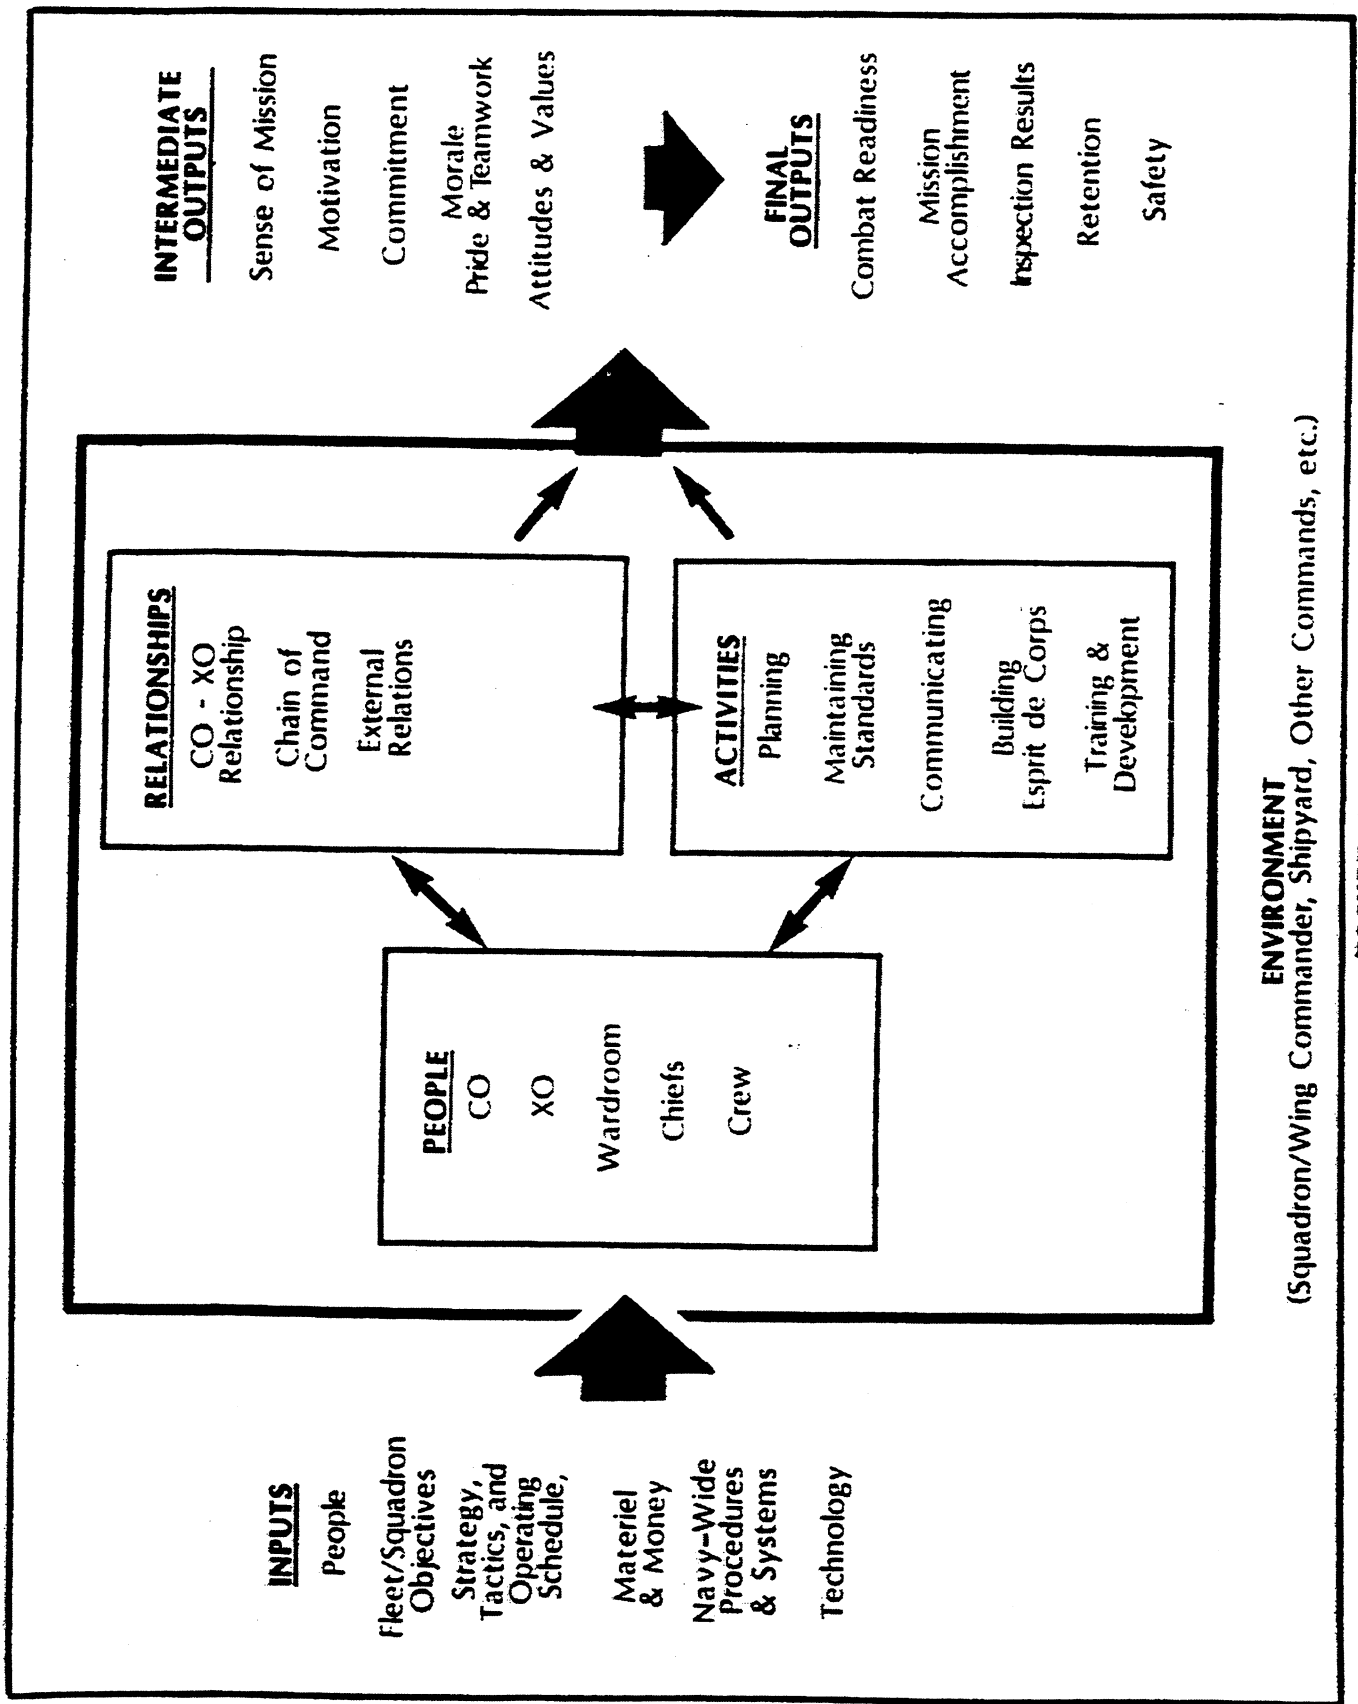 INPUTS
People
Fleet/Squadron
Objectives
Strategy,
Tactics, and
Operating
Schedule,
Materiel
& Money
Navy-Wide
Procedures
& Systems
Technology
PEOPLE
CO
XO
Wardroom
Chiefs
Crew
RELATIONSHIPS
CO - XO
Relationship
Chain of
Command
External
Relations
ACTIVITIES
Planning
Maintaining
Standards
Communicating
Building
Esprit de Corps
Training &
Development
INTERMEDIATE
OUTPUTS
Sense of Mission
Motivation
Commitment
Morale
Pride & Teamwork
Attitudes & Values
FINAL
OUTPUTS
Combat Readiness
Mission
Accomplishment
Inspection Results
Retention
Safety
ENVIRONMENT
(Squadron/Wing Commander, Shipyard, Other Commands, etc.)